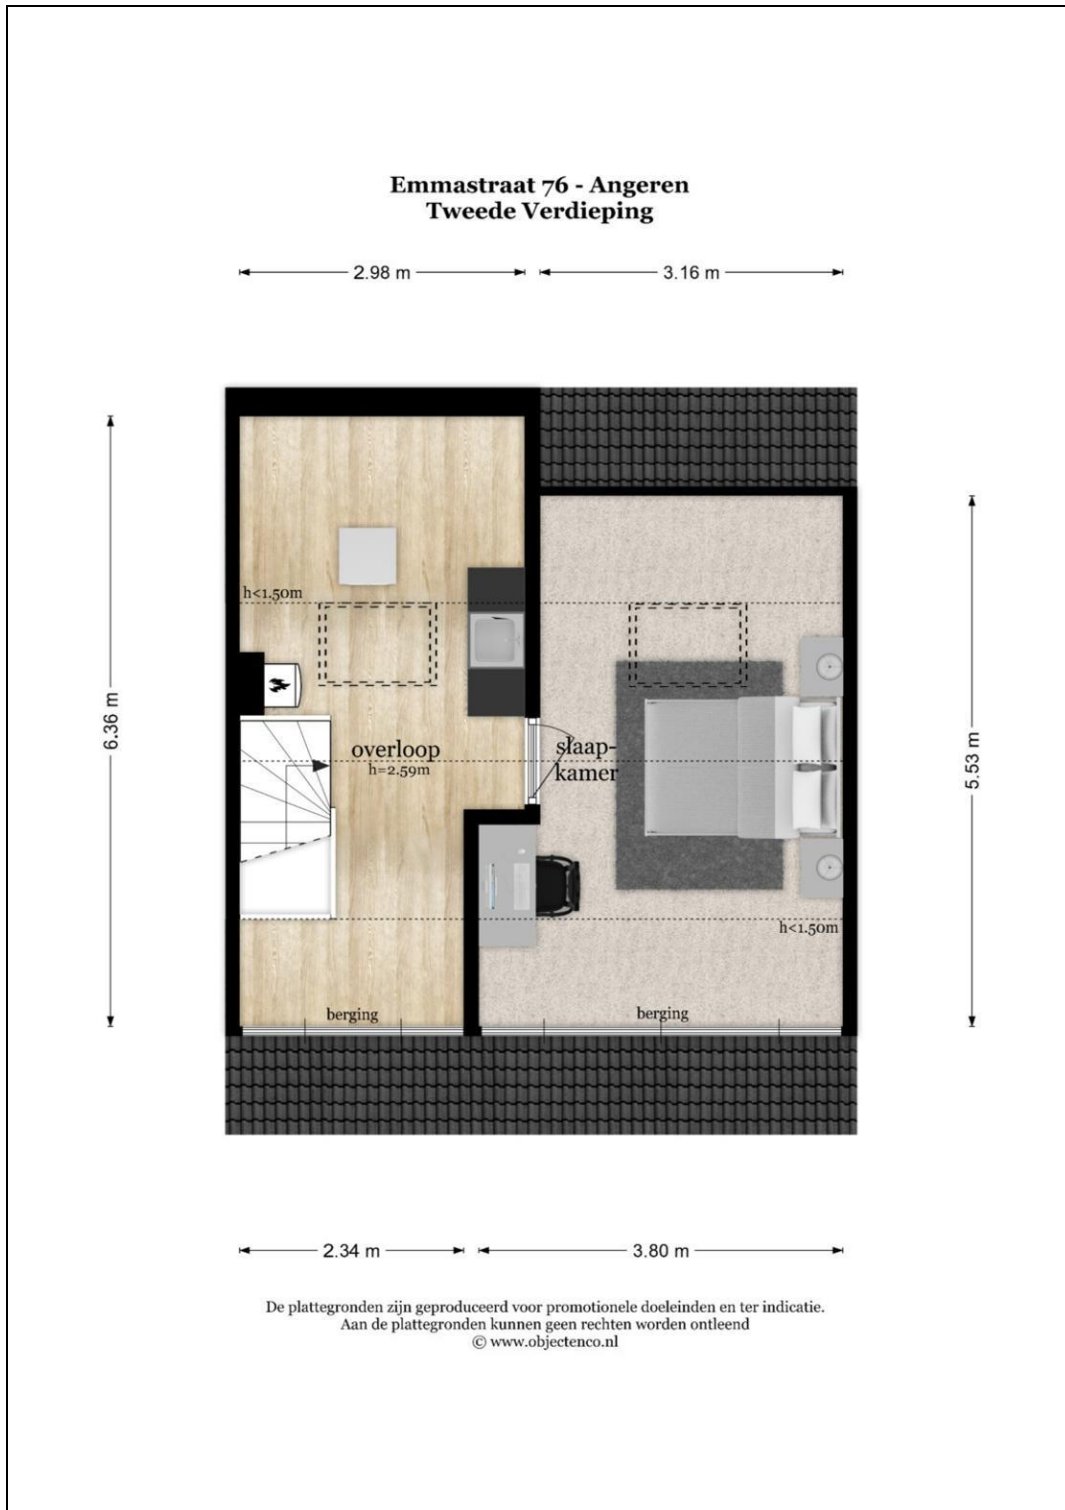 Emmastraat 76 - Angeren
Tweede Verdieping
2.98 m
3.16 m
h<1.50m
6.36 m
overloop
h=2.59m
slaap-
kamer
5.53 m
h<1.50m
berging
berging
2.34 m
3.80 m
De plattegronden zijn geproduceerd voor promotionele doeleinden en ter indicatie.
Aan de plattegronden kunnen geen rechten worden ontleend
© www.objectenco.nl